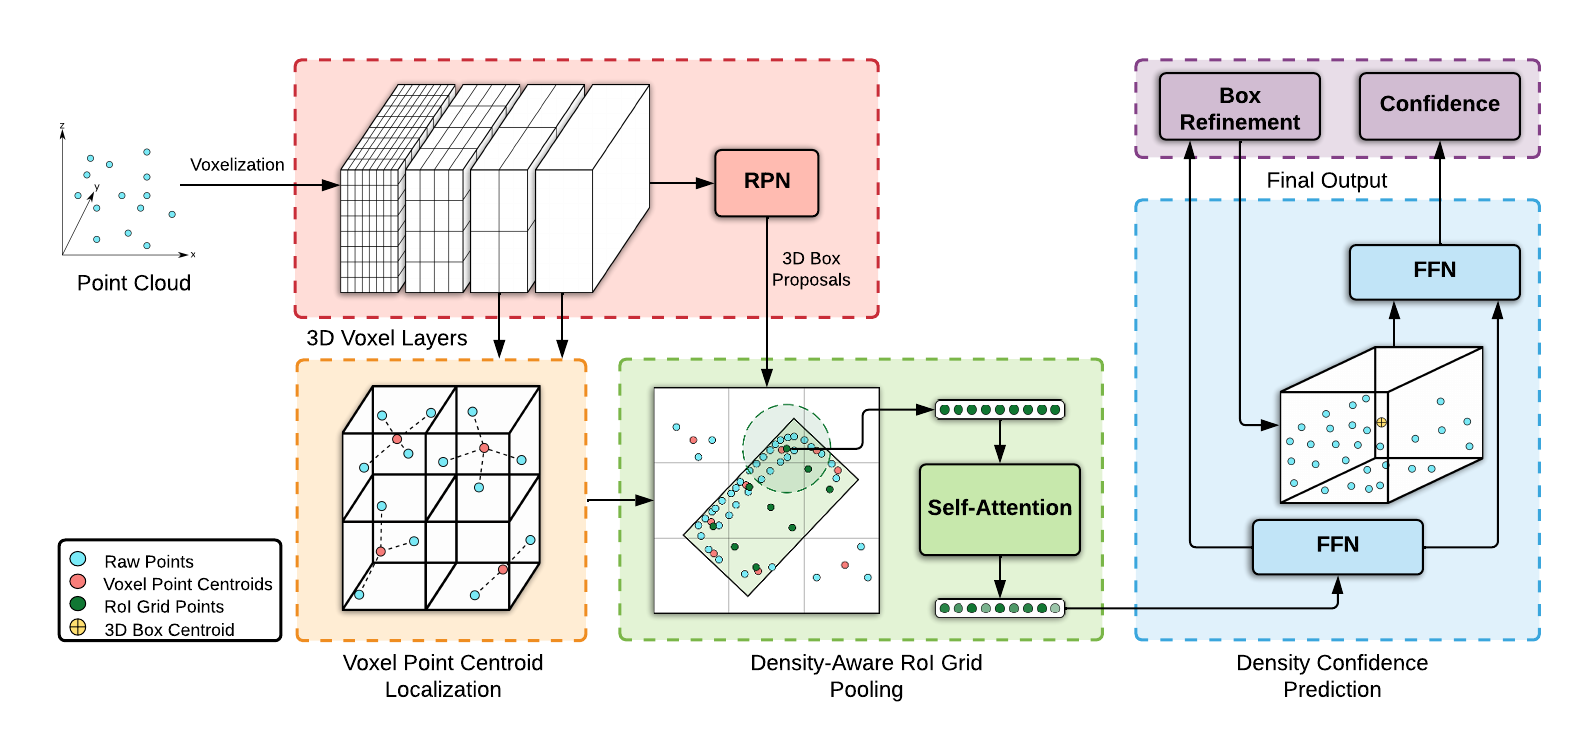 z
y
x
Point Cloud
Voxelization
RPN
3D Box
Proposals
3D Voxel Layers
Box
Refinement
Confidence
Final Output
FFN
FFN
Self-Attention
Raw Points
Voxel Point Centroids
RoI Grid Points
3D Box Centroid
Voxel Point Centroid
Localization
Density-Aware RoI Grid
Pooling
Density Confidence
Prediction